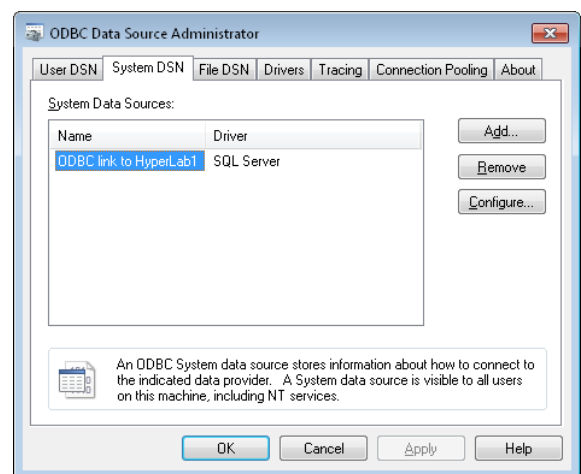 ODBC Data Source Administrator
User DSN System DSN File DSN Drivers Tracing Connection Pooling About
System Data Sources:
Name Driver
ODBC link to HyperLab1 SQL Server
Add...
Remove
Configure...
An ODBC System data source stores information about how to connect to
the indicated data provider. A System data source is visible to all users
on this machine, including NT services.
OK Cancel Apply Help